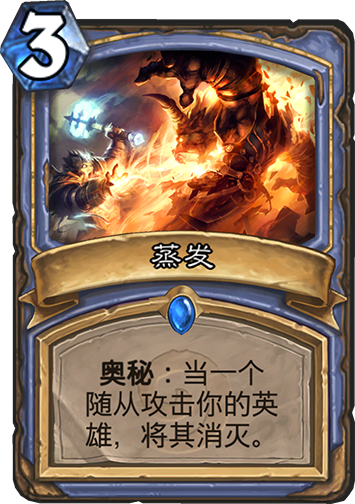 3
蒸发
奥秘：当一个
随从攻击你的英
雄，将其消灭。